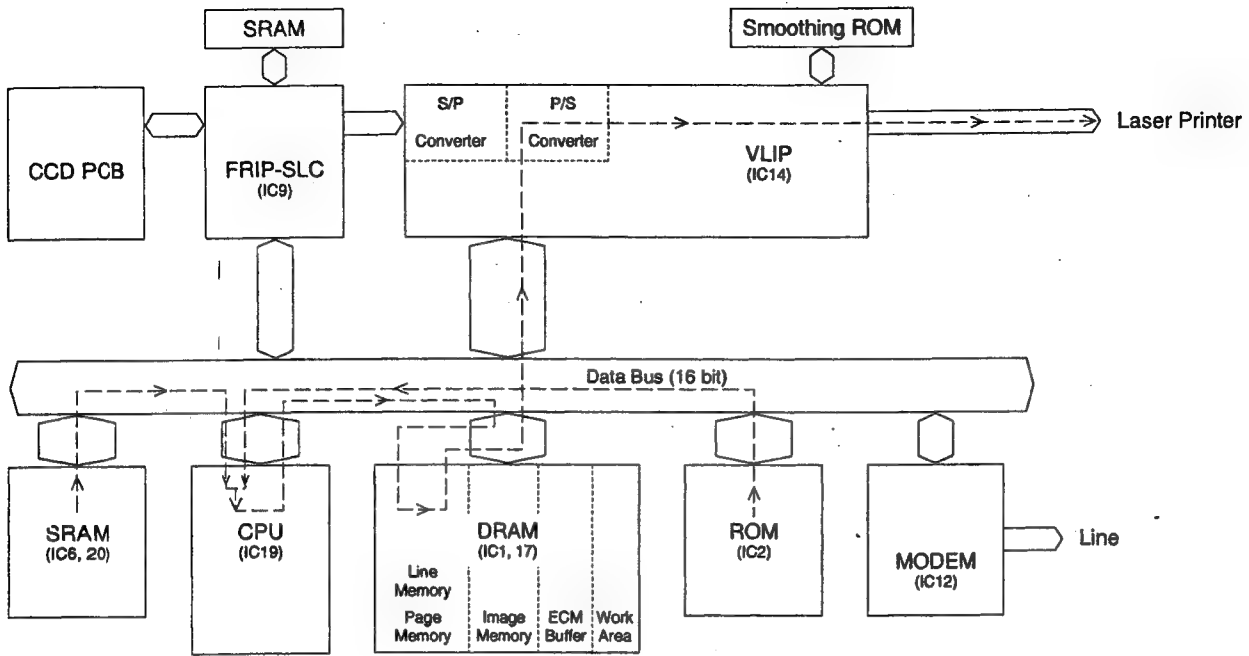 SRAM
Smoothing ROM
CCD PCB
FRIP-SLC
(IC9)
S/P
Converter
P/S
Converter
VLIP
(IC14)
Laser Printer
Data Bus (16 bit)
SRAM
(IC6, 20)
CPU
(IC19)
DRAM
(IC1, 17)
Line
Memory
Page
Memory
Image
Memory
ECM
Buffer
Work
Area
ROM
(IC2)
MODEM
(IC12)
Line